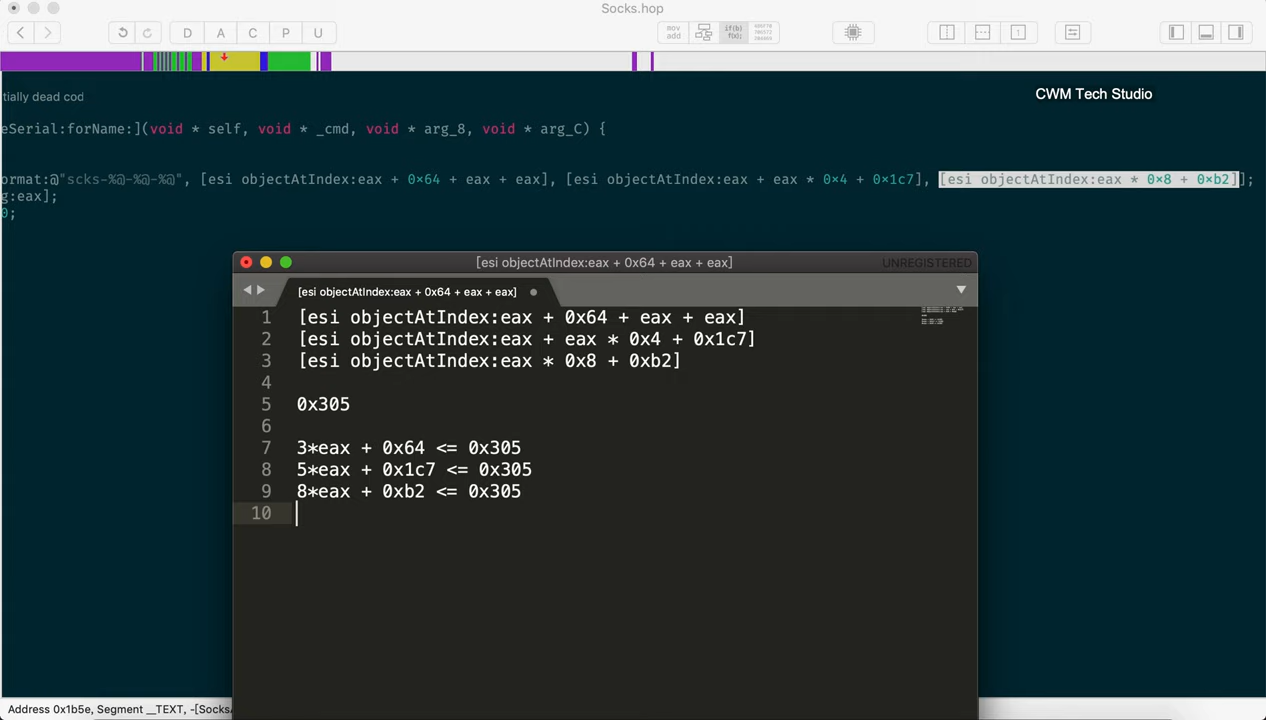 Socks.hop
D A C P U
mov add
if(b) f(x);
tially dead cod
CWM Tech Studio
eSerial:forName:](void * self, void * _cmd, void * arg_8, void * arg_C) {
ormat:@"scks-%@-%@-%@", [esi objectAtIndex:eax + 0x64 + eax + eax], [esi objectAtIndex:eax + eax * 0x4 + 0x1c7], [esi objectAtIndex:eax * 0x8 + 0xb2]];
g:eax];
0;
[esi objectAtIndex:eax + 0x64 + eax + eax]
UNREGISTERED
[esi objectAtIndex:eax + 0x64 + eax + eax]
1 [esi objectAtIndex:eax + 0x64 + eax + eax]
2 [esi objectAtIndex:eax + eax * 0x4 + 0x1c7]
3 [esi objectAtIndex:eax * 0x8 + 0xb2]
4
5 0x305
6
7 3*eax + 0x64 <= 0x305
8 5*eax + 0x1c7 <= 0x305
9 8*eax + 0xb2 <= 0x305
10
Address 0x1b5e, Segment __TEXT, -[Socks